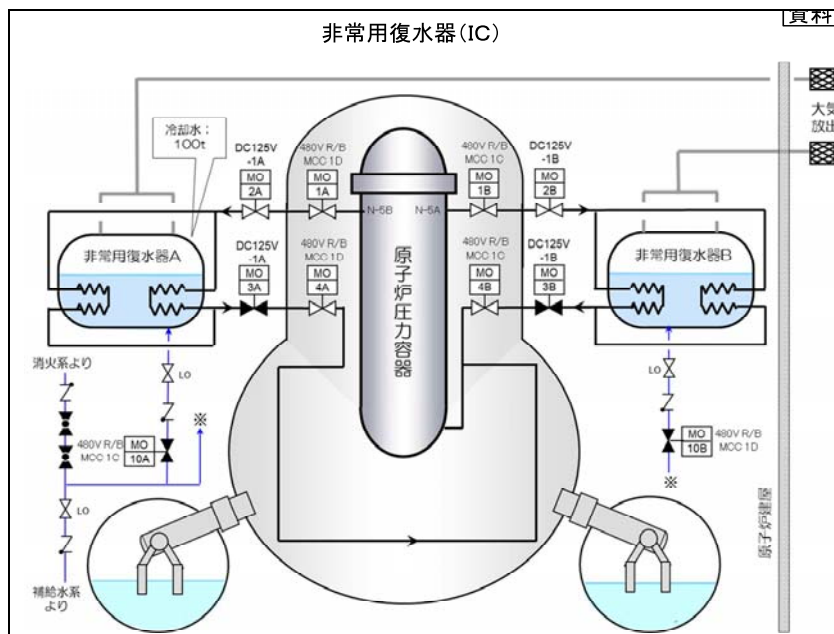 資料
非常用復水器(IC)
冷却水:
100t
大気
放出
DC125V
-1A
480V R/B
MCC 1D
480V R/B
MCC 1C
DC125V
-1B
MO
2A
MO
1A
MO
1B
MO
2B
N-5B
N-5A
非常用復水器A
非常用復水器B
原子炉圧力容器
DC125V
-1A
480V R/B
MCC 1D
480V R/B
MCC 1C
DC125V
-1B
MO
3A
MO
4A
MO
4B
MO
3B
消火系より
LO
LO
※
480V R/B
MCC 1C
MO
10A
MO
10B
480V R/B
MCC 1D
※
LO
原子炉建屋
補給水系
より